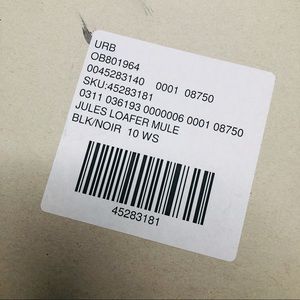 URB
OB801964
0045283140 0001 08750
SKU:45283181
0311 036193 0000006 0001 08750
JULES LOAFER MULE
BLK/NOIR 10 WS
45283181